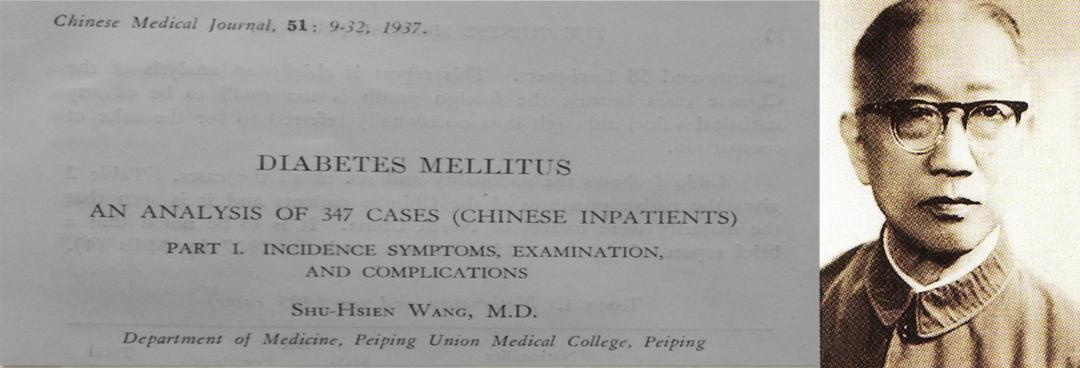 Chinese Medical Journal, 51: 9-32, 1937.
DIABETES MELLITUS
AN ANALYSIS OF 347 CASES (CHINESE INPATIENTS)
PART I. INCIDENCE SYMPTOMS, EXAMINATION,
AND COMPLICATIONS
SHU-HSIEN WANG, M.D.
Department of Medicine, Peiping Union Medical College, Peiping